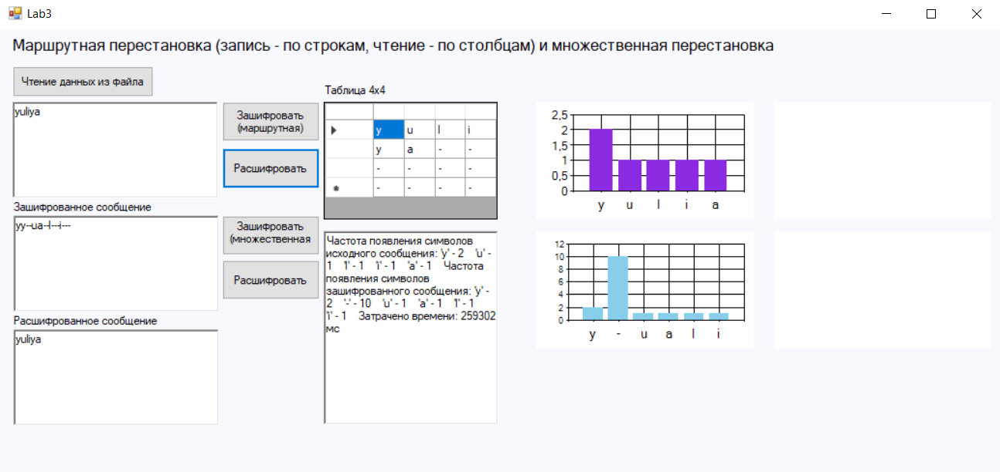 Lab3
Маршрутная перестановка (запись - по строкам, чтение - по столбцам) и множественная перестановка
Чтение данных из файла
yuliya
Зашифровать
(маршрутная)
Расшифровать
Зашифрованное сообщение
yy--ua--l---i---
Зашифровать
(множественная
Расшифровать
Расшифрованное сообщение
yuliya
Таблица 4x4
y u l i
y a - -
- - - -
- - - -
Частота появления символов
исходного сообщения: 'y' - 2 'u' -
1 'l' - 1 'i' - 1 'a' - 1 Частота
появления символов
зашифрованного сообщения: 'y' -
2 '-' - 10 'u' - 1 'a' - 1 'l' - 1
'i' - 1 Затрачено времени: 259302
мс
2,5
2
1,5
1
0,5
0
y u l i a
12
10
8
6
4
2
0
y - u a l i